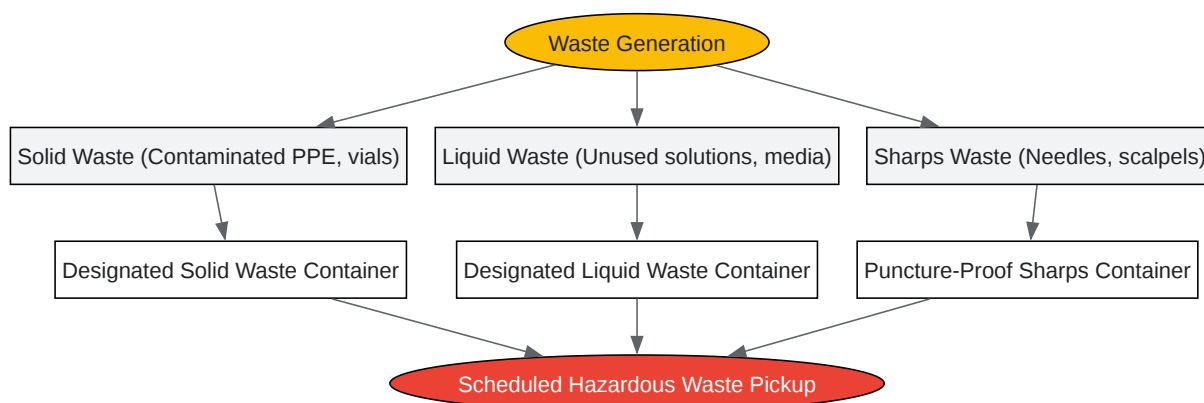 Waste Generation
Solid Waste (Contaminated PPE, vials)
Liquid Waste (Unused solutions, media)
Sharps Waste (Needles, scalpels)
Designated Solid Waste Container
Designated Liquid Waste Container
Puncture-Proof Sharps Container
Scheduled Hazardous Waste Pickup